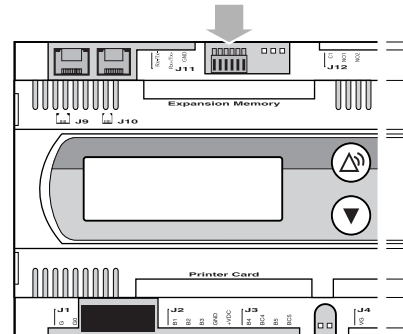 Rx-/Tx-
Rx+/Tx+
GND
J11
C1
NO1
NO2
J12
Expansion Memory
J9
J10
Printer Card
J1
G
G0
J2
B1
B2
B3
GND
+VDC
J3
B4
BC4
B5
BC5
J4
VG